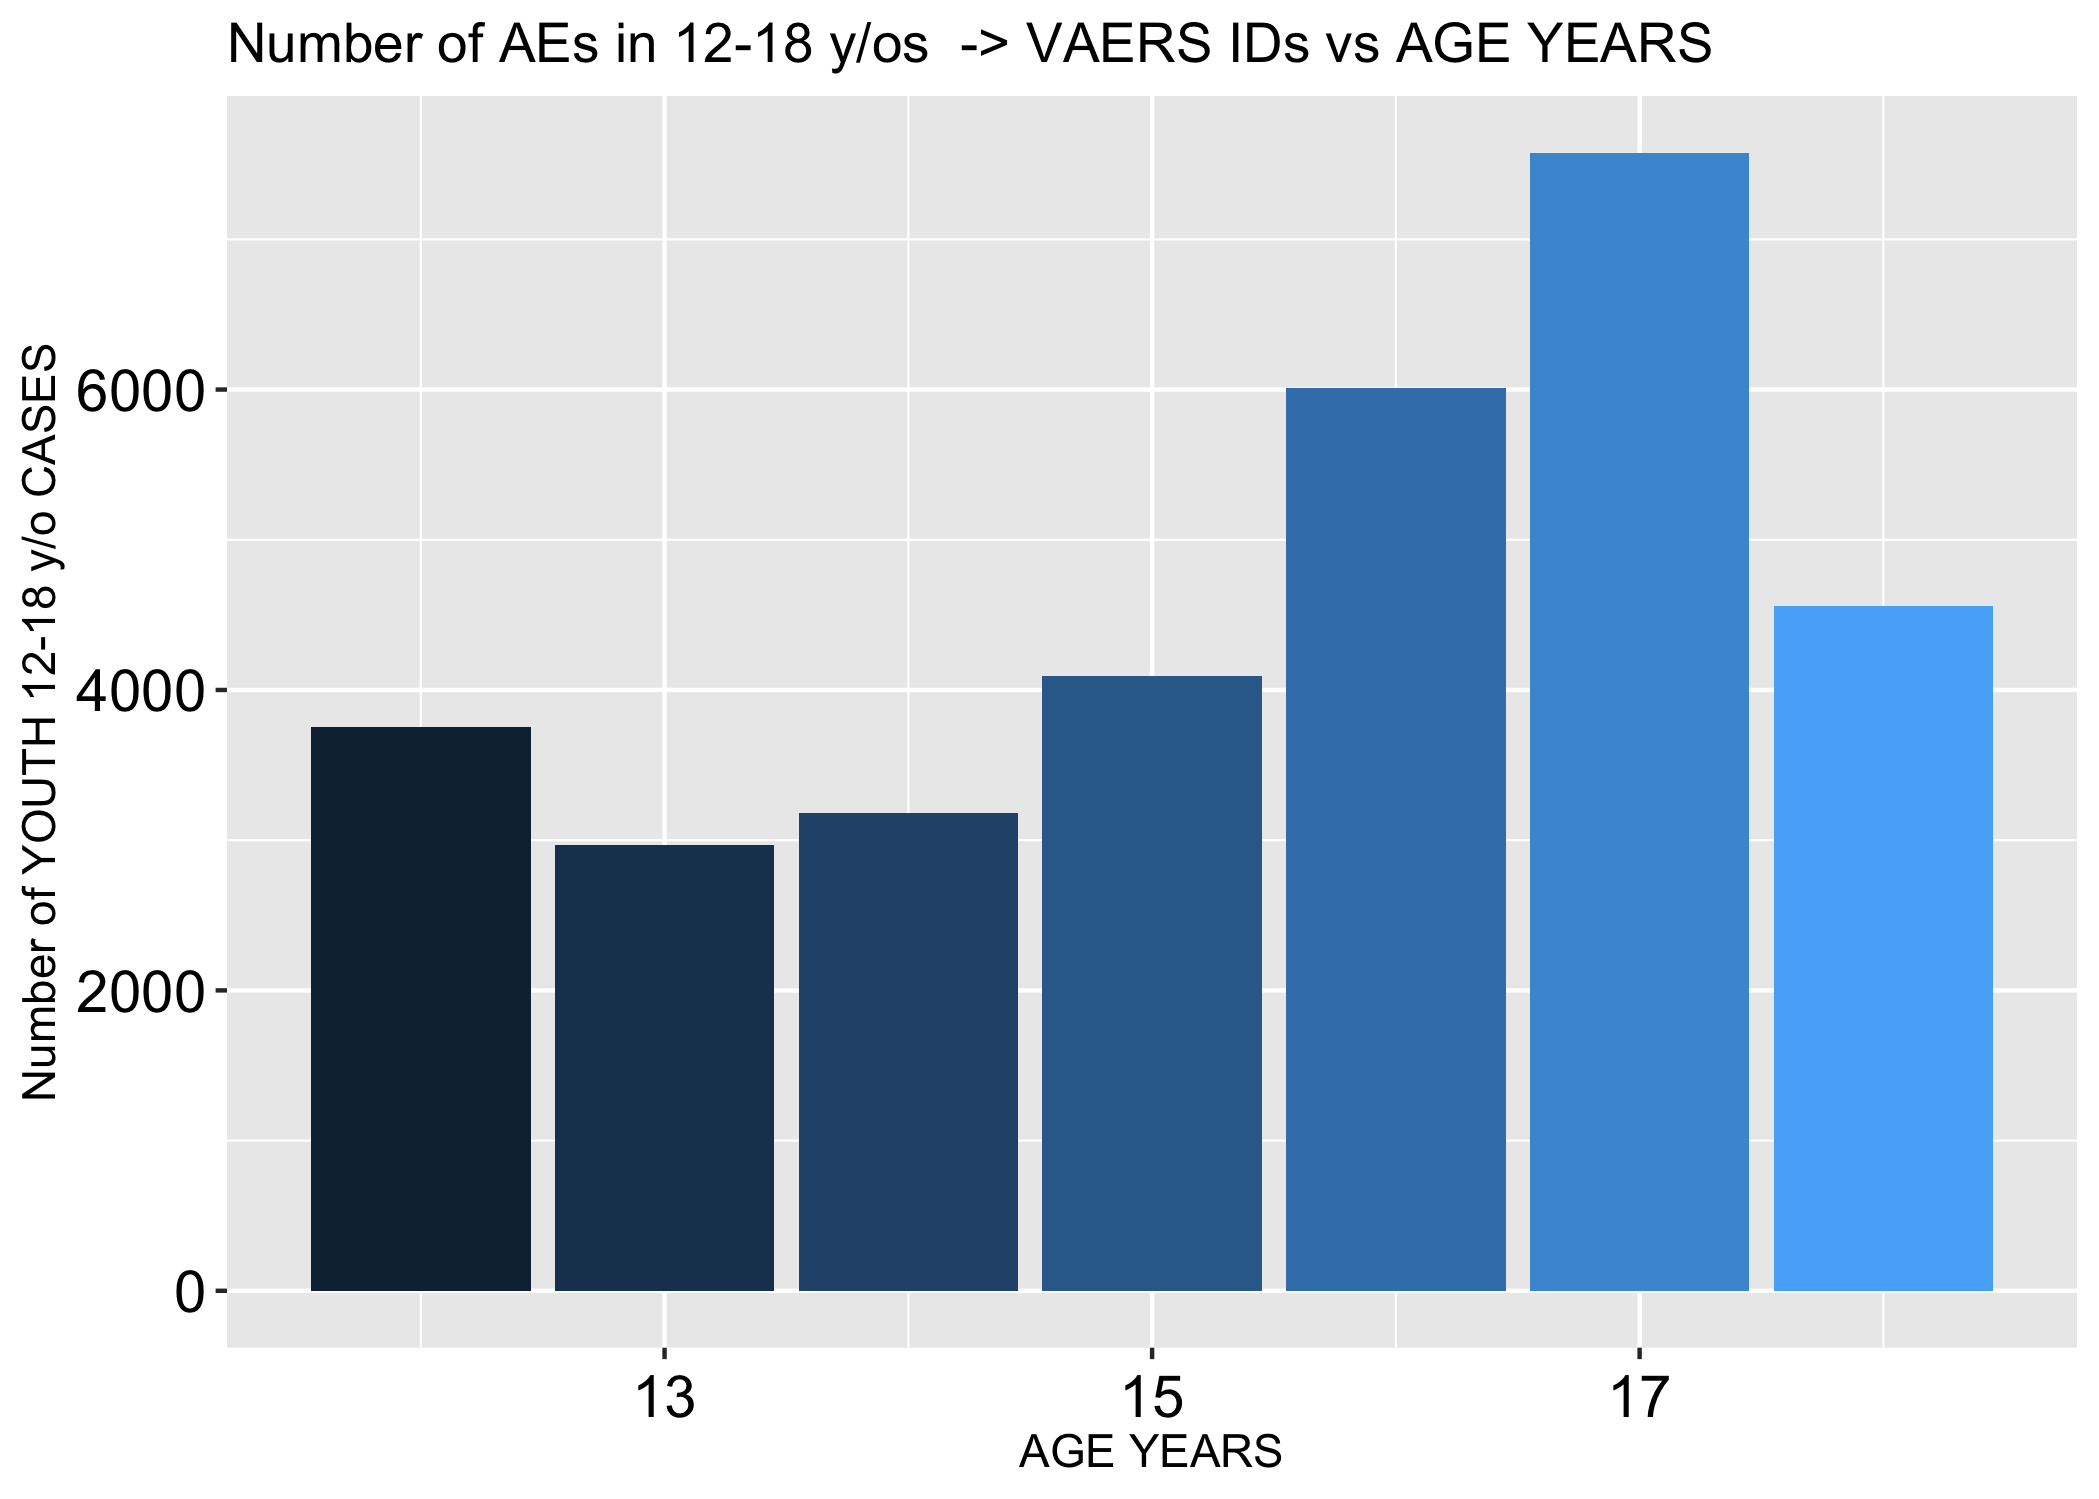 Number of AEs in 12-18 y/os  -> VAERS IDs vs AGE YEARS
Number of YOUTH 12-18 y/o CASES
6000
4000
2000
0
13 15 17
AGE YEARS